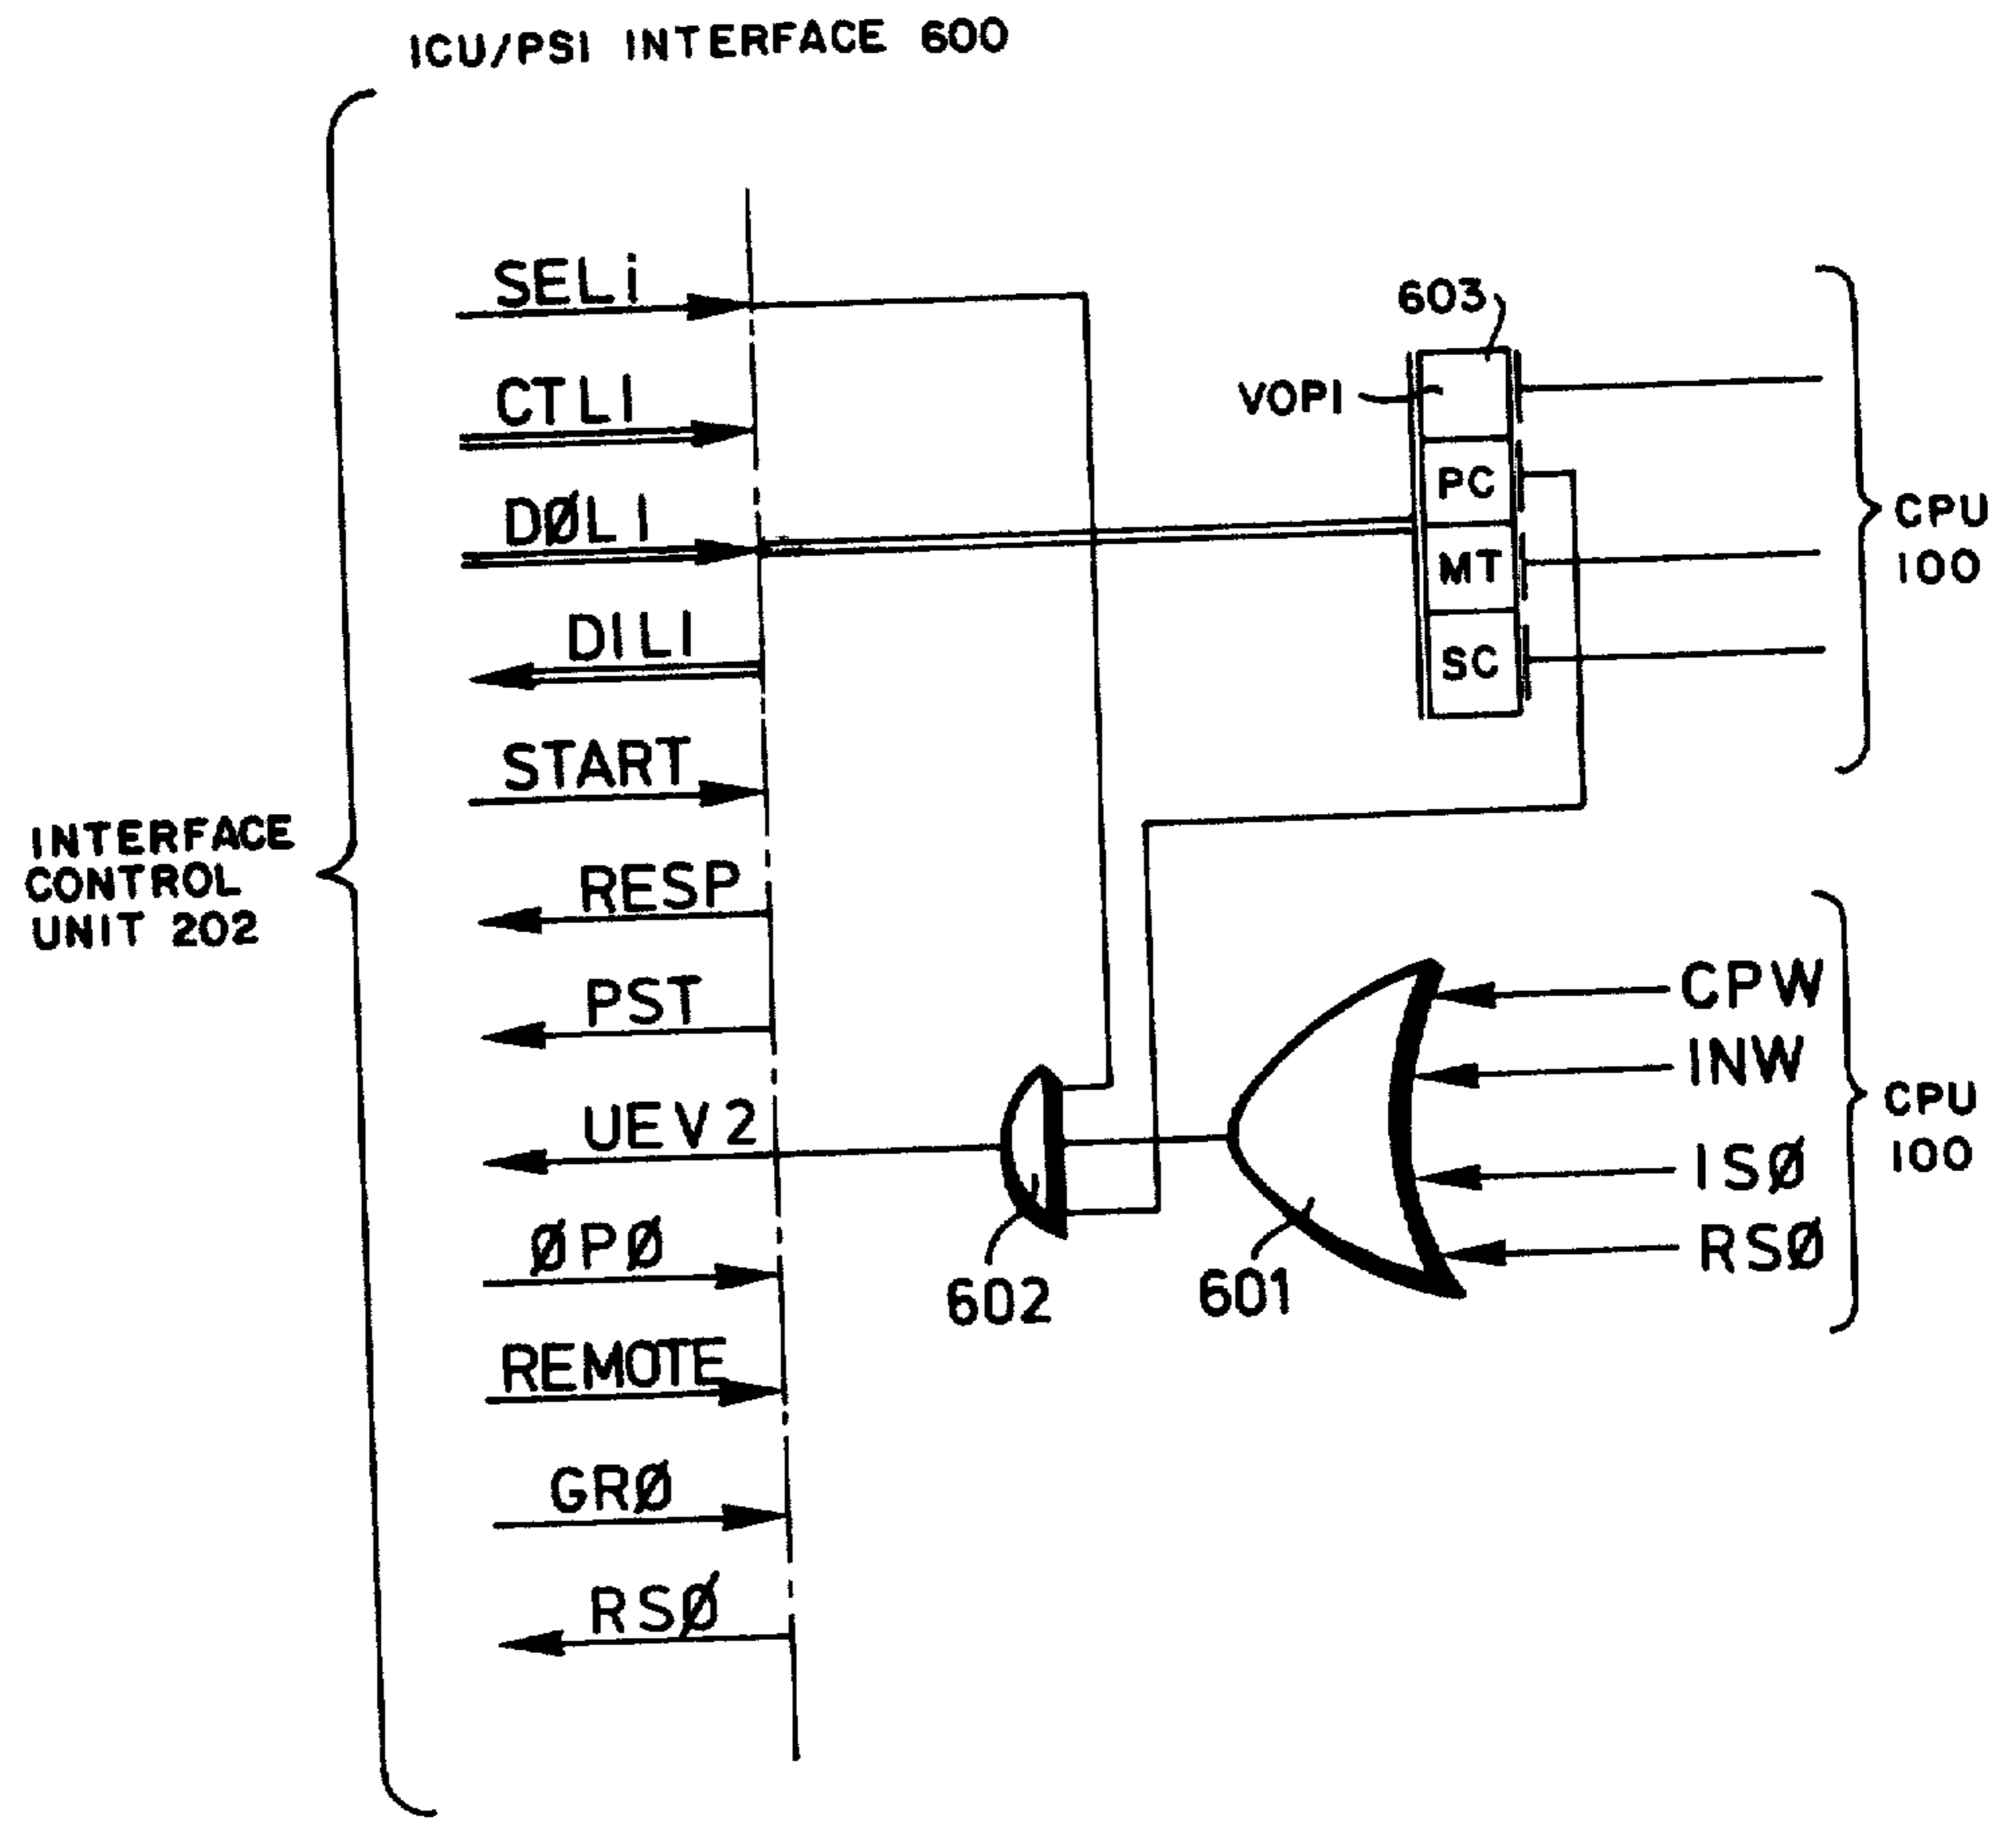 ICU/PSI INTERFACE 600
SELi
CTLI
DØLI
DILI
START
RESP
PST
UEV2
ØPØ
REMOTE
GRØ
RSØ
INTERFACE
CONTROL
UNIT 202
603
VOPI
PC
MT
SC
CPU
100
602
601
CPW
INW
ISØ
RSØ
CPU
100